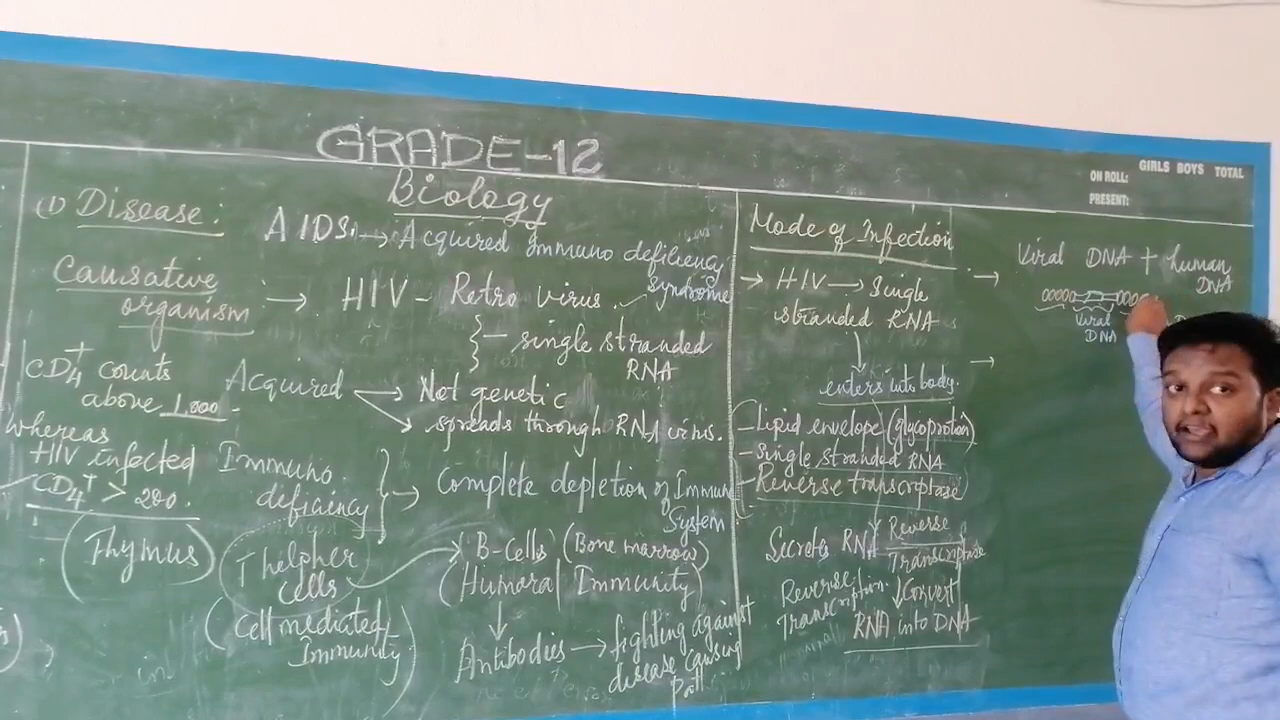 GRADE-12
Biology
GIRLS BOYS TOTAL
ON ROLL:
PRESENT:
(1) Disease:
AIDS. → Acquired Immuno deficiency
syndrome
Causative
organism → HIV - Retro virus.
- single stranded
RNA
CD4+ counts
above 1,000.
Whereas
HIV infected
CD4+ > 200.
Acquired → Not genetic
→ spreads through RNA virus.
Immuno
deficiency } → Complete depletion of Immune
System
(Thymus)
T helpher
cells
(Cell mediated
Immunity)
B-Cells (Bone marrow)
(Humoral Immunity)
↓
Antibodies → fighting against
disease causing
Mode of Infection
→ HIV → Single
stranded RNA
↓
enters into body.
- Lipid envelope (glycoprotein)
- Single stranded RNA
- Reverse transcriptase
Secretes RNA Reverse
Transcriptase
Reverse
Transcription. ↓ Convert
RNA into DNA
→ Viral DNA + human
DNA
Viral
DNA
→